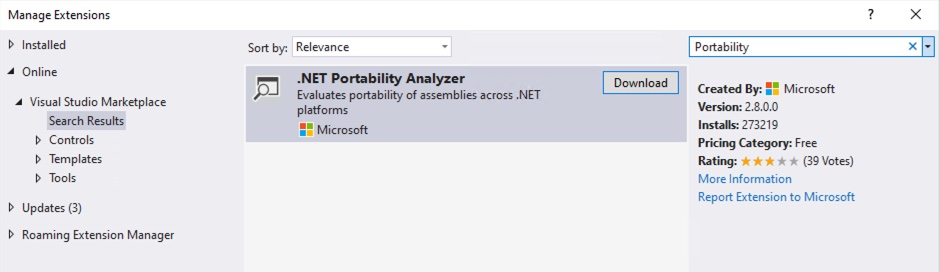 Manage Extensions
?
Installed
Online
Visual Studio Marketplace
Search Results
Controls
Templates
Tools
Updates (3)
Roaming Extension Manager
Sort by: Relevance
.NET Portability Analyzer
Evaluates portability of assemblies across .NET
platforms
Microsoft
Download
Portability
Created By: Microsoft
Version: 2.8.0.0
Installs: 273219
Pricing Category: Free
Rating: (39 Votes)
More Information
Report Extension to Microsoft